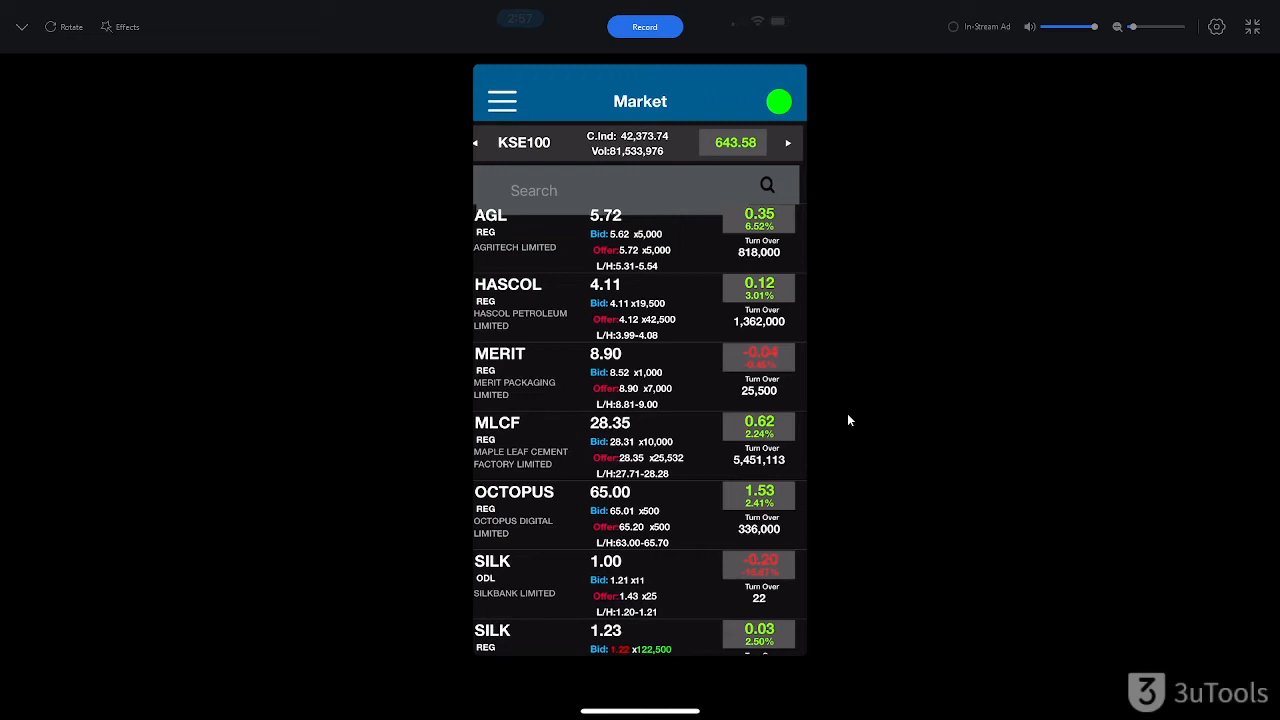 2:57
Rotate
Effects
Record
In-Stream Ad
Market
KSE100
C.Ind: 42,373.74
Vol:81,533,976
643.58
Search
AGL
REG
AGRITECH LIMITED
5.72
Bid: 5.62 x5,000
Offer: 5.72 x5,000
L/H:5.31-5.54
0.35
6.52%
Turn Over
818,000
HASCOL
REG
HASCOL PETROLEUM
LIMITED
4.11
Bid: 4.11 x19,500
Offer: 4.12 x42,500
L/H:3.99-4.08
0.12
3.01%
Turn Over
1,362,000
MERIT
REG
MERIT PACKAGING
LIMITED
8.90
Bid: 8.52 x1,000
Offer: 8.90 x7,000
L/H:8.81-9.00
-0.04
-0.45%
Turn Over
25,500
MLCF
REG
MAPLE LEAF CEMENT
FACTORY LIMITED
28.35
Bid: 28.31 x10,000
Offer: 28.35 x25,532
L/H:27.71-28.28
0.62
2.24%
Turn Over
5,451,113
OCTOPUS
REG
OCTOPUS DIGITAL
LIMITED
65.00
Bid: 65.01 x500
Offer: 65.20 x500
L/H:63.00-65.70
1.53
2.41%
Turn Over
336,000
SILK
ODL
SILKBANK LIMITED
1.00
Bid: 1.21 x11
Offer: 1.43 x25
L/H:1.20-1.21
-0.20
-16.67%
Turn Over
22
SILK
REG
1.23
Bid: 1.22 x122,500
0.03
2.50%
3uTools